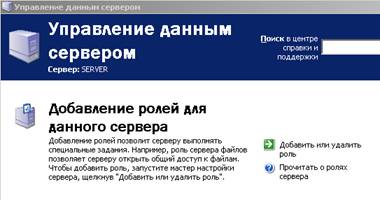 Управление данным сервером
Управление данным
сервером
Сервер: SERVER
Поиск в центре
справки и
поддержки
Добавление ролей для
данного сервера
Добавление ролей позволит серверу выполнять
специальные задания. Например, роль сервера файлов
позволяет серверу открыть общий доступ к файлам.
Чтобы добавить роль, запустите мастер настройки
сервера, щелкнув "Добавить или удалить роль".
Добавить или удалить
роль
Прочитать о ролях
сервера